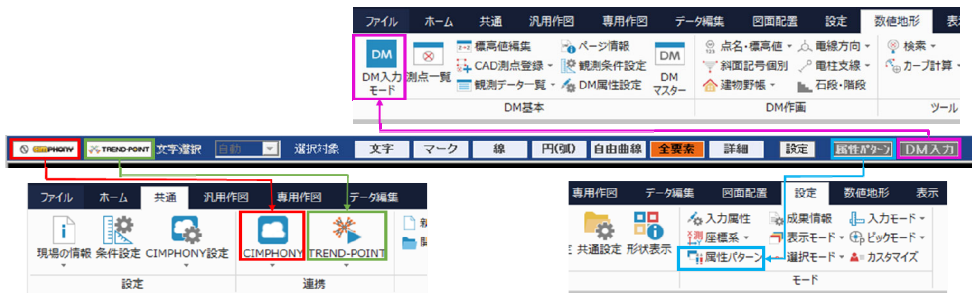 ファイル ホーム 共通 汎用作図 専用作図 データ編集 図面配置 設定 数値地形 表示
DM
DM入力
モード
測点一覧
標高値編集
CAD測点登録
観測データ一覧
ページ情報
観測条件設定
DM属性設定
DM
DM
マスター
点名・標高値
斜面記号個別
建物野帳
電線方向
電柱支線
石段・階段
検索
カーブ計算
DM基本 DM作画 ツール
CIMPHONY TREND-POINT 文字選択 自動 選択対象 文字 マーク 線 円(弧) 自由曲線 全要素 詳細 設定 属性パターン DM入力
ファイル ホーム 共通 汎用作図 専用作図 データ編集
現場の情報 条件設定 CIMPHONY設定 CIMPHONY TREND-POINT
設定 連携
専用作図 データ編集 図面配置 設定 数値地形 表示
共通設定 形状表示
入力属性
座標系
属性パターン
成果情報
表示モード
選択モード
入力モード
ピックモード
カスタマイズ
モード